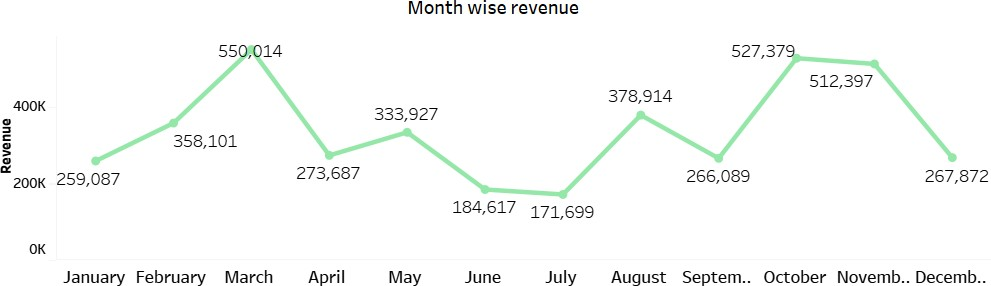 Month wise revenue
Revenue
400K
200K
0K
259,087
358,101
550,014
273,687
333,927
184,617
171,699
378,914
266,089
527,379
512,397
267,872
January February March April May June July August Septem.. October Novemb.. Decemb..